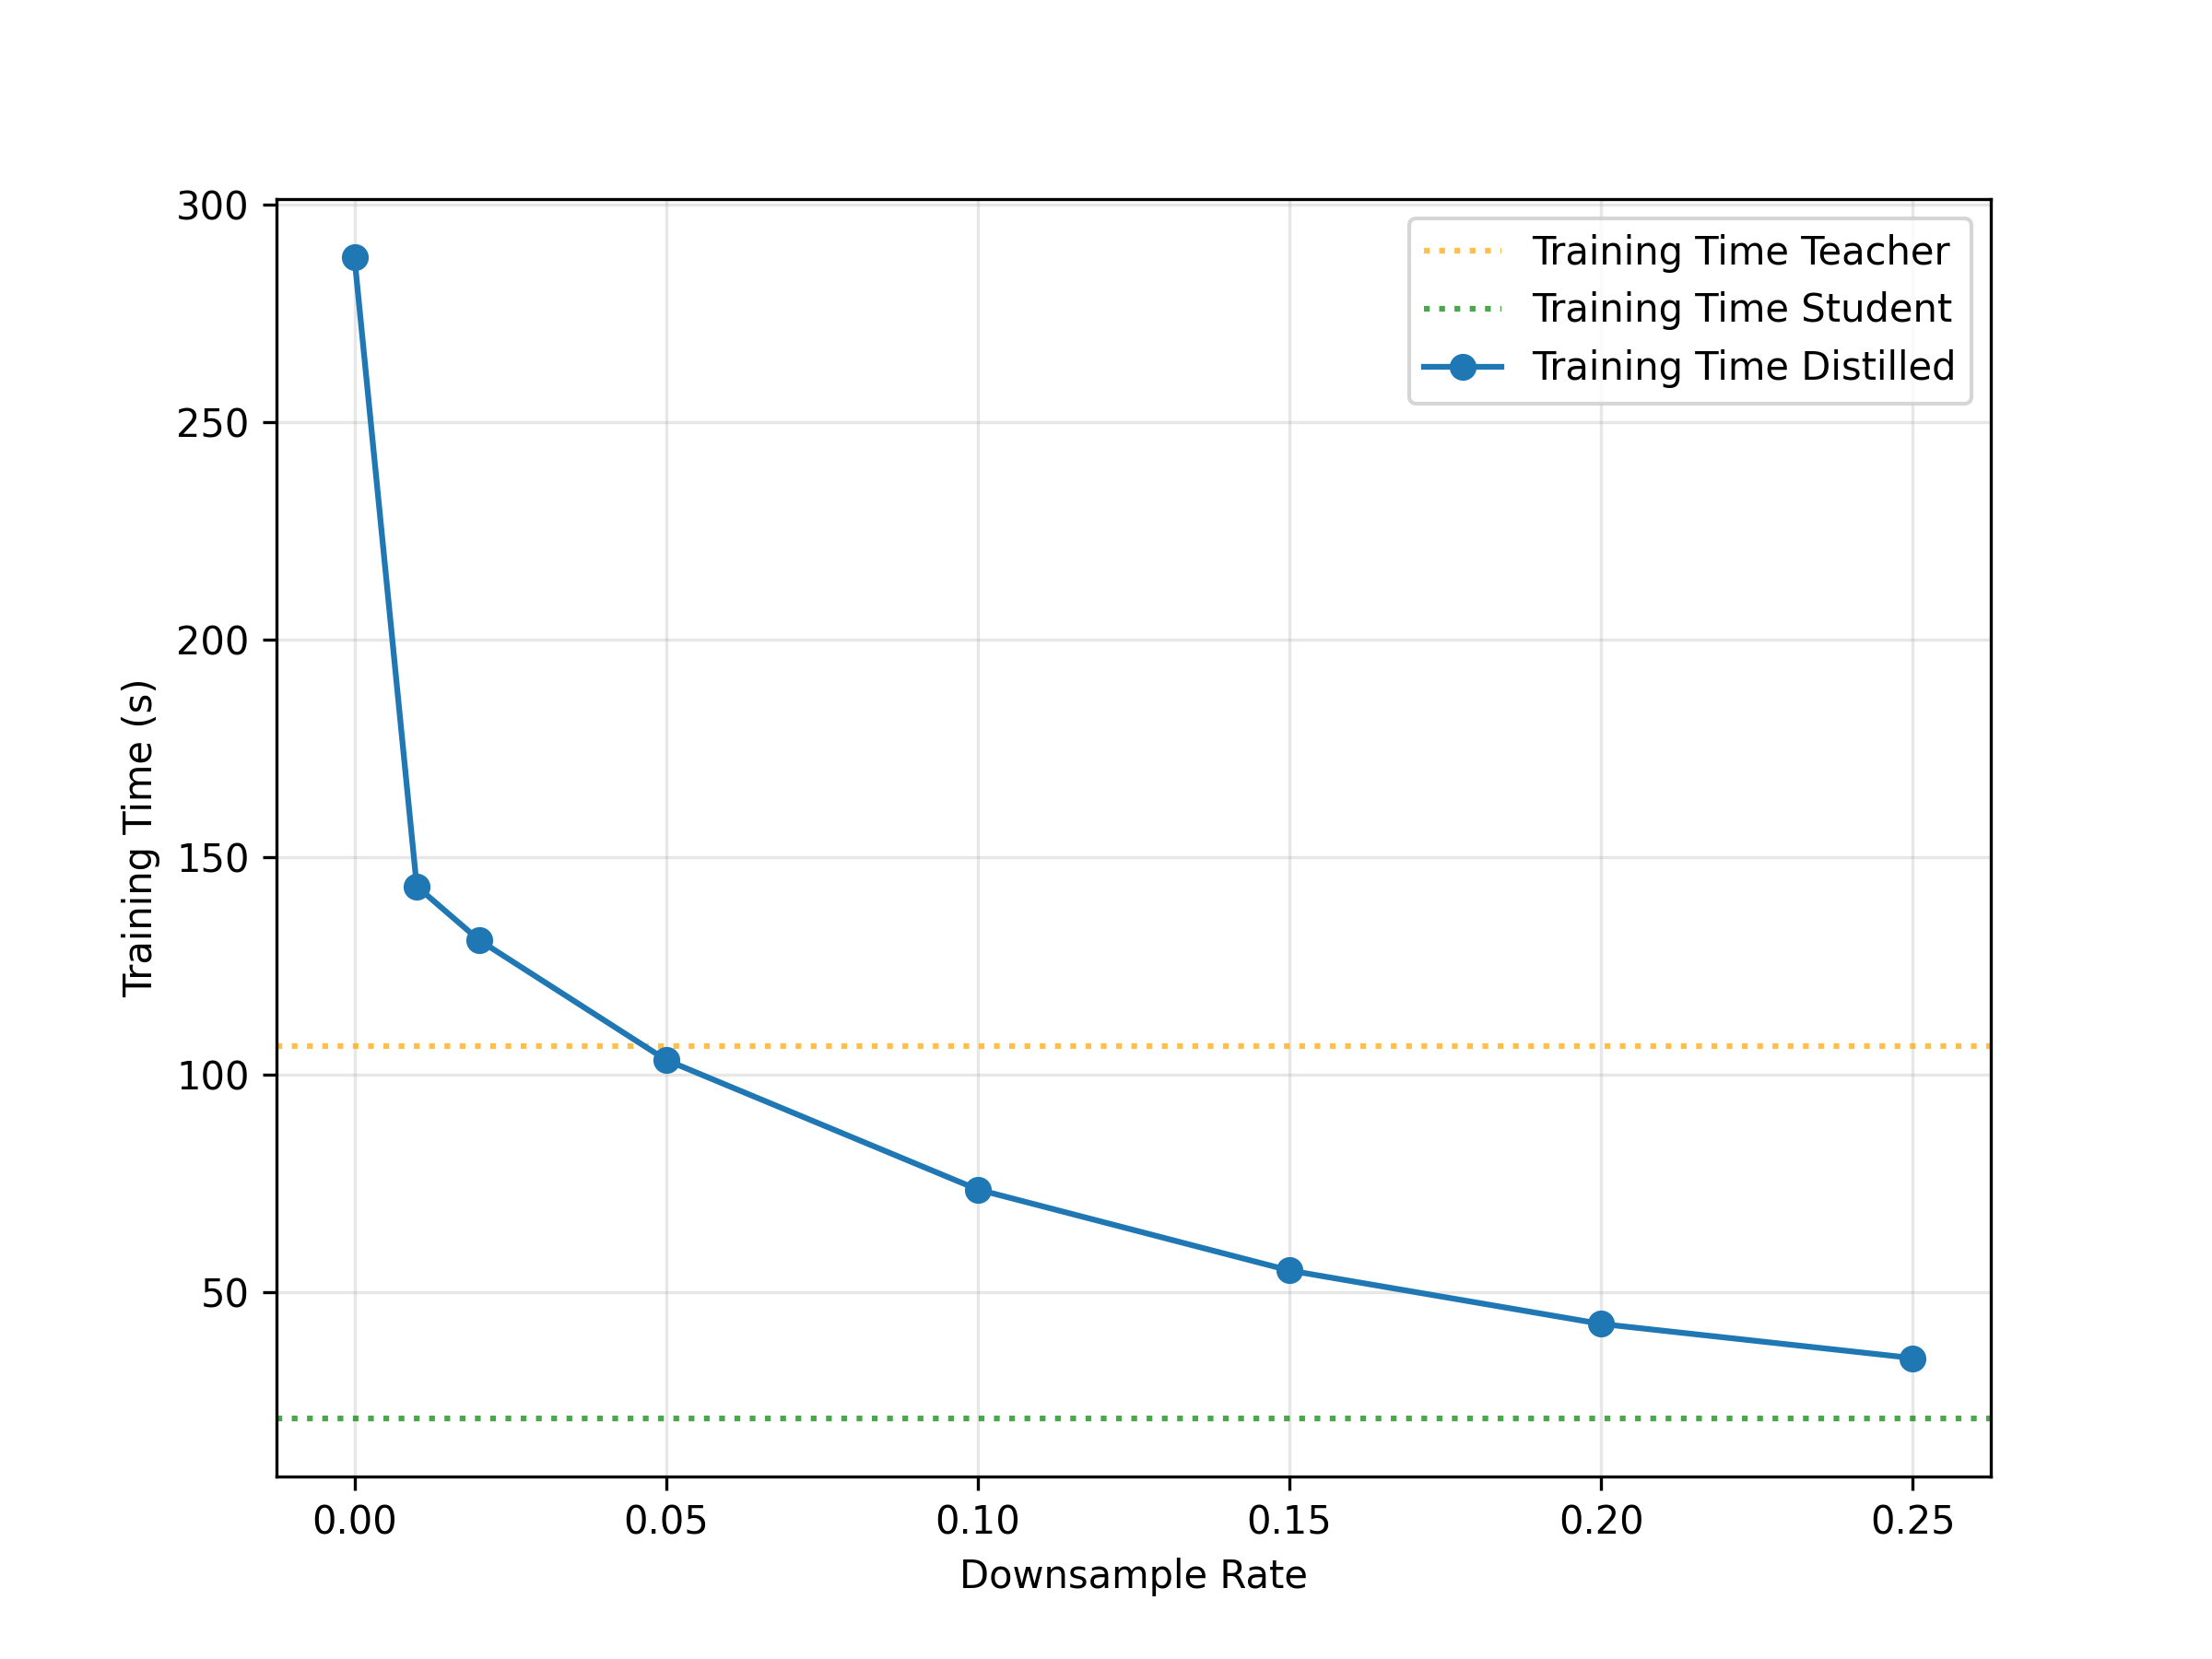 300
250
200
150
100
50
Training Time (s)
Training Time Teacher
Training Time Student
Training Time Distilled
0.00 0.05 0.10 0.15 0.20 0.25
Downsample Rate